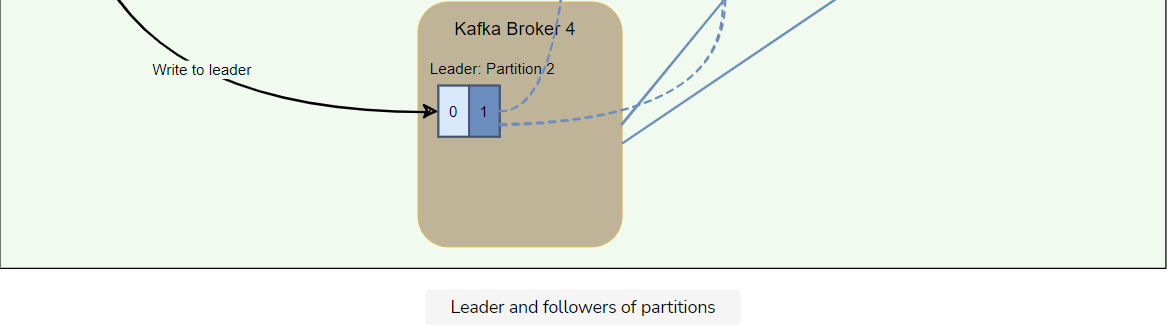 Kafka Broker 4
Write to leader
Leader: Partition 2
0 1
Leader and followers of partitions